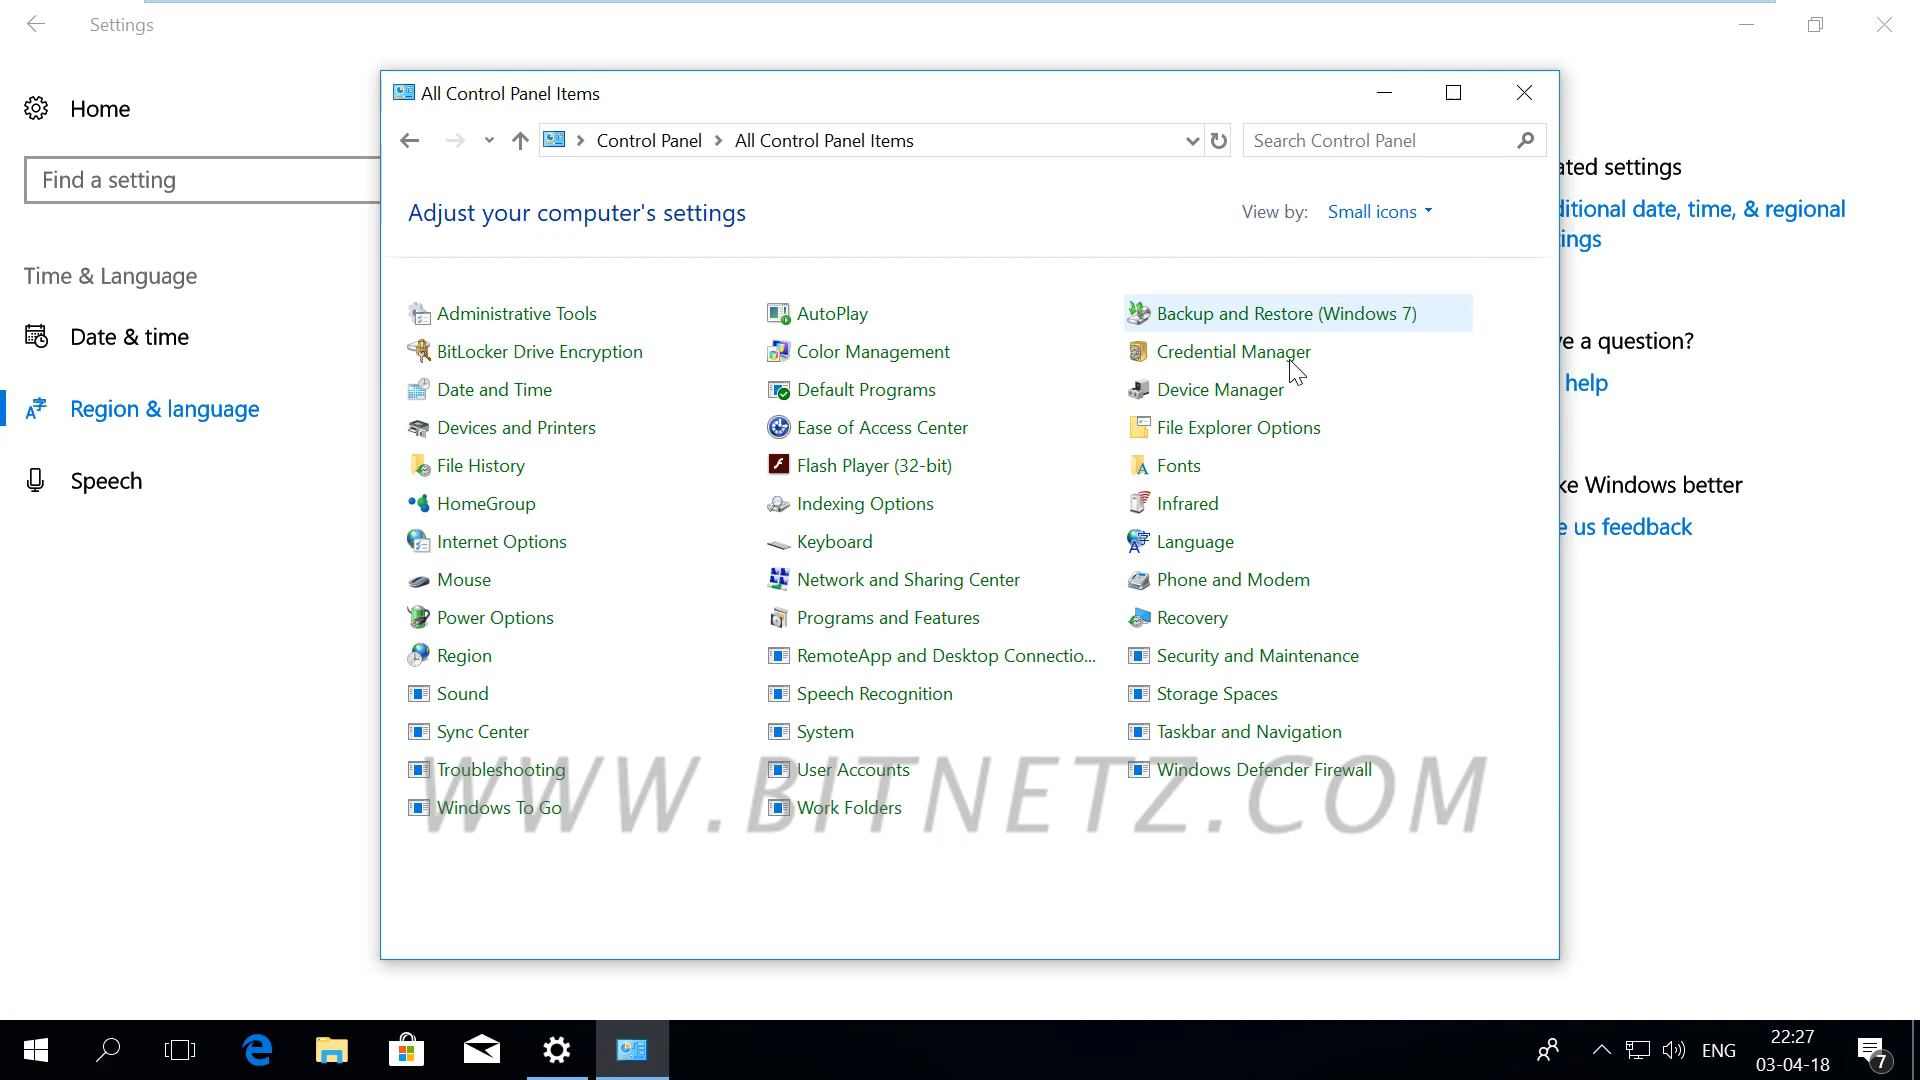 Settings
Home
Find a setting
Time & Language
Date & time
Region & language
Speech
All Control Panel Items
Control Panel > All Control Panel Items
Search Control Panel
Adjust your computer's settings
View by: Small icons
Administrative Tools
AutoPlay
Backup and Restore (Windows 7)
BitLocker Drive Encryption
Color Management
Credential Manager
Date and Time
Default Programs
Device Manager
Devices and Printers
Ease of Access Center
File Explorer Options
File History
Flash Player (32-bit)
Fonts
HomeGroup
Indexing Options
Infrared
Internet Options
Keyboard
Language
Mouse
Network and Sharing Center
Phone and Modem
Power Options
Programs and Features
Recovery
Region
RemoteApp and Desktop Connectio...
Security and Maintenance
Sound
Speech Recognition
Storage Spaces
Sync Center
System
Taskbar and Navigation
Troubleshooting
User Accounts
Windows Defender Firewall
Windows To Go
Work Folders
WWW.BITNETZ.COM
ated settings
ditional date, time, & regional
ings
e a question?
help
ke Windows better
e us feedback
ENG
22:27
03-04-18
7